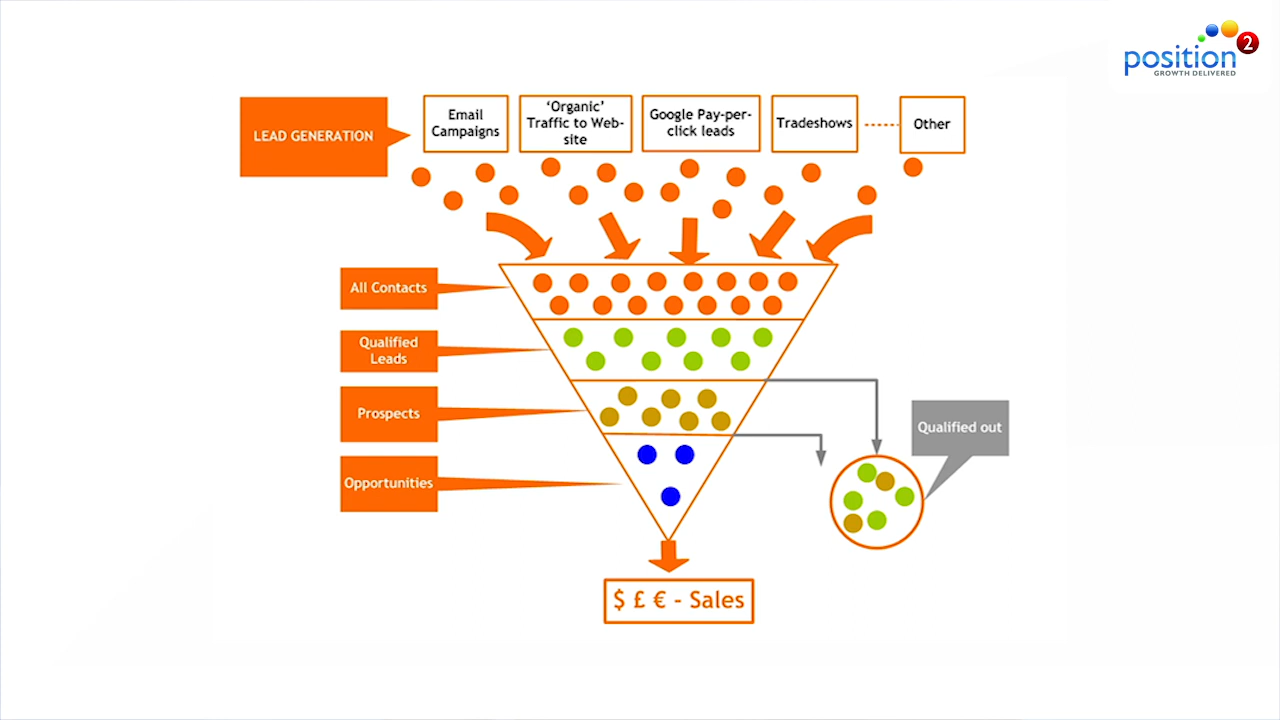 position 2
GROWTH DELIVERED
LEAD GENERATION
Email
Campaigns
‘Organic’
Traffic to Web-
site
Google Pay-per-
click leads
Tradeshows
Other
All Contacts
Qualified
Leads
Prospects
Qualified out
Opportunities
$ £ € - Sales